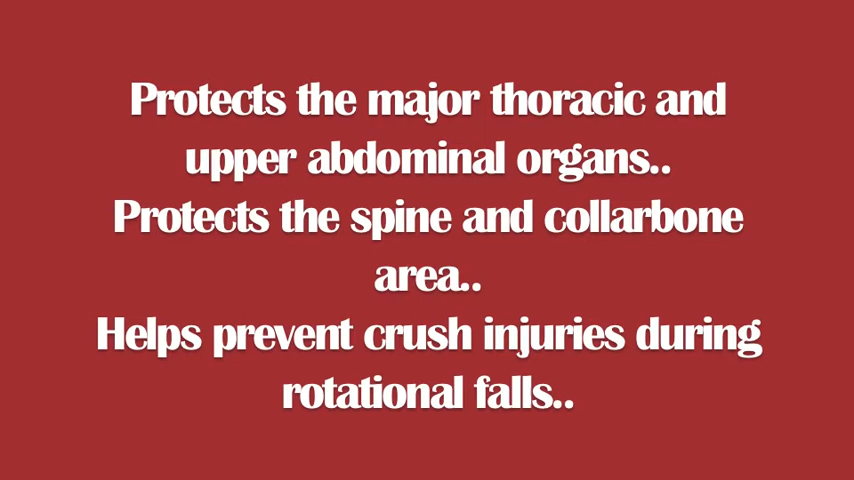 Protects the major thoracic and
upper abdominal organs..
Protects the spine and collarbone
area..
Helps prevent crush injuries during
rotational falls..